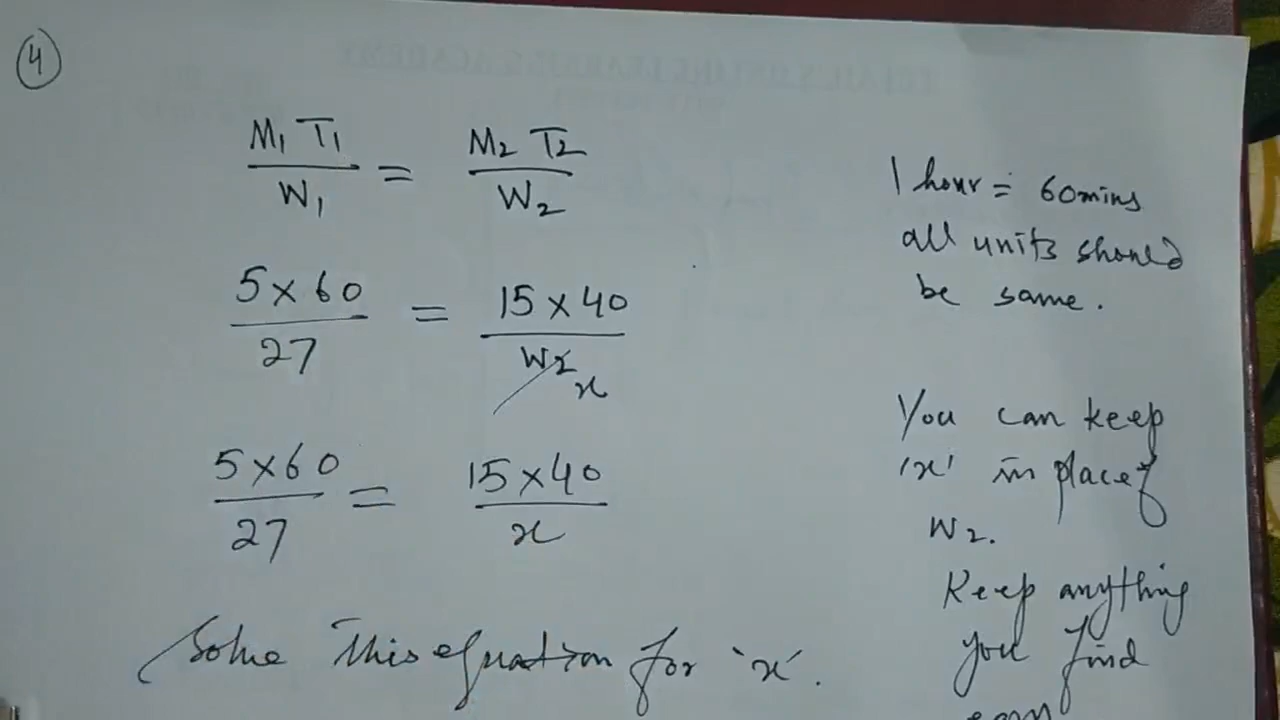 4
M₁ T₁ / W₁ = M₂ T₂ / W₂
5 × 60 / 27 = 15 × 40 / W₂ x
5 × 60 / 27 = 15 × 40 / x
Solve This equation for 'x'.
1 hour = 60 mins
all units should
be same.
You can keep
'x' in place of
W₂.
Keep anything
you find